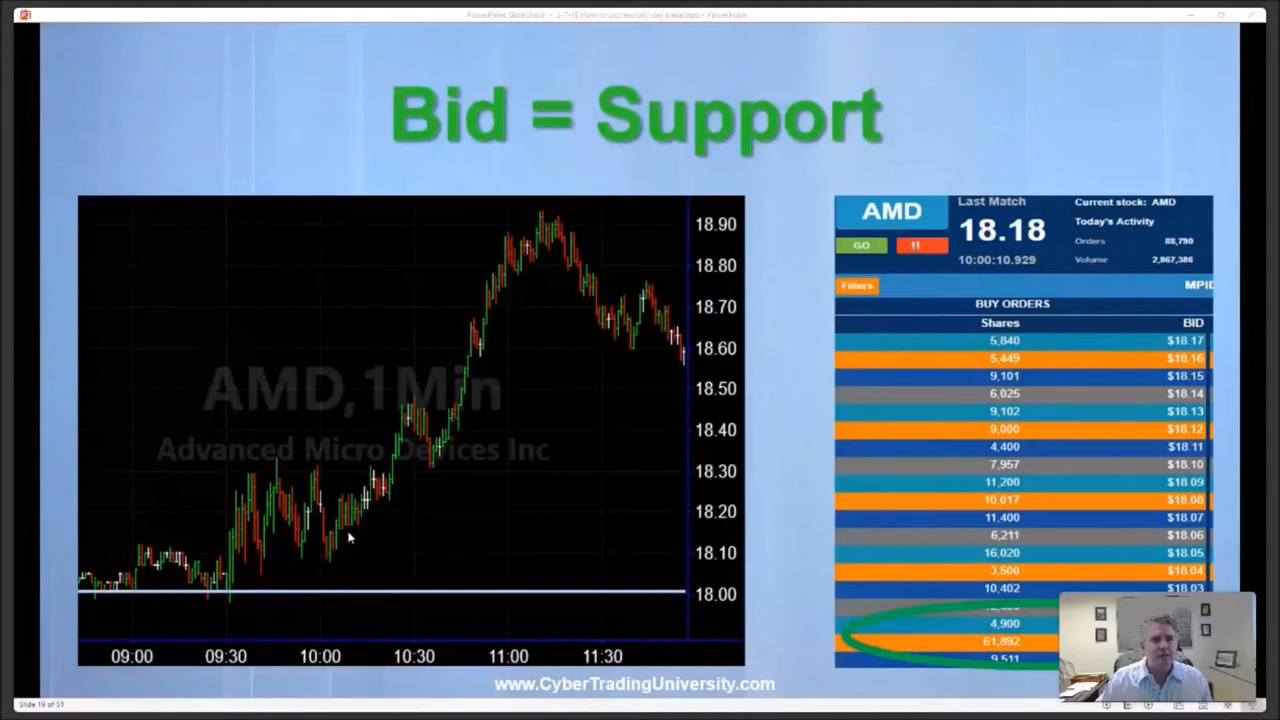 Bid = Support
AMD,1Min
Advanced Micro Devices Inc
18.90
18.80
18.70
18.60
18.50
18.40
18.30
18.20
18.10
18.00
09:00 09:30 10:00 10:30 11:00 11:30
AMD
GO
Last Match
18.18
10:00:10.929
Current stock: AMD
Today's Activity
Orders 88,790
Volume 2,867,386
Filters
BUY ORDERS
Shares BID
5,840 $18.17
5,449 $18.16
9,101 $18.15
6,025 $18.14
9,102 $18.13
9,000 $18.12
4,400 $18.11
7,957 $18.10
11,200 $18.09
10,017 $18.08
11,400 $18.07
6,211 $18.06
16,020 $18.05
3,500 $18.04
10,402 $18.03
4,900
61,892
9,511
www.CyberTradingUniversity.com
Slide 19 of 51